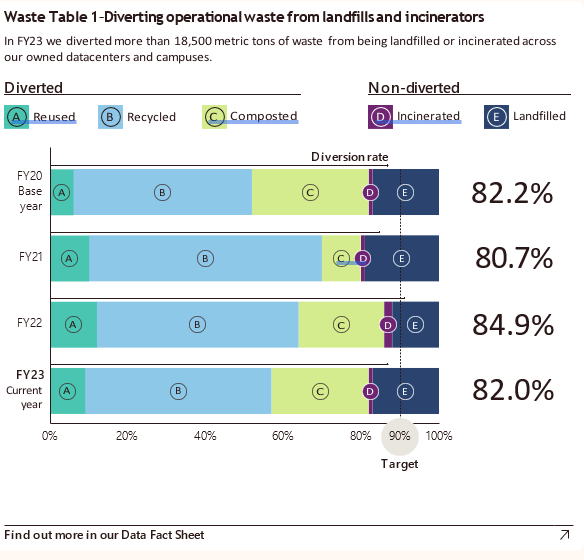 Waste Table 1–Diverting operational waste from landfills and incinerators
In FY23 we diverted more than 18,500 metric tons of waste from being landfilled or incinerated across
our owned datacenters and campuses.
Diverted
Non-diverted
A Reused B Recycled C Composted D Incinerated E Landfilled
Diversion rate
FY20
Base
year
A B C D E
82.2%
FY21
A B C D E
80.7%
FY22
A B C D E
84.9%
FY23
Current
year
A B C D E
82.0%
0% 20% 40% 60% 80% 90% 100%
Target
Find out more in our Data Fact Sheet